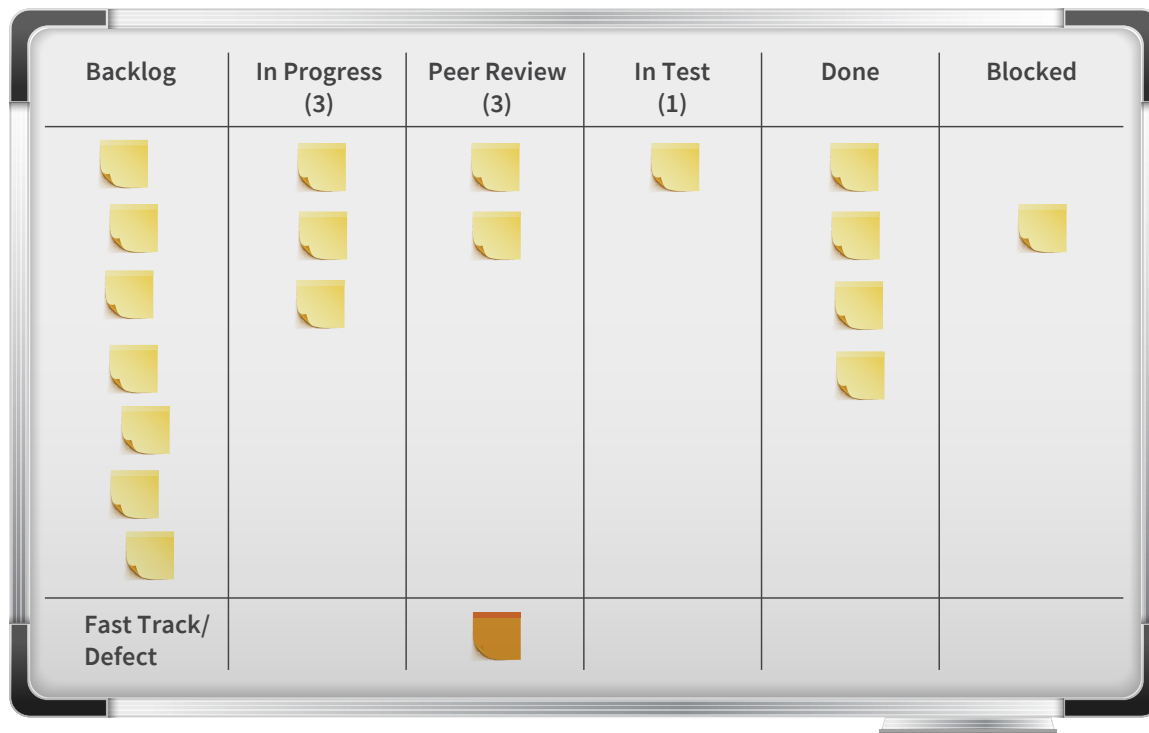 Backlog
In Progress
(3)
Peer Review
(3)
In Test
(1)
Done
Blocked
Fast Track/
Defect